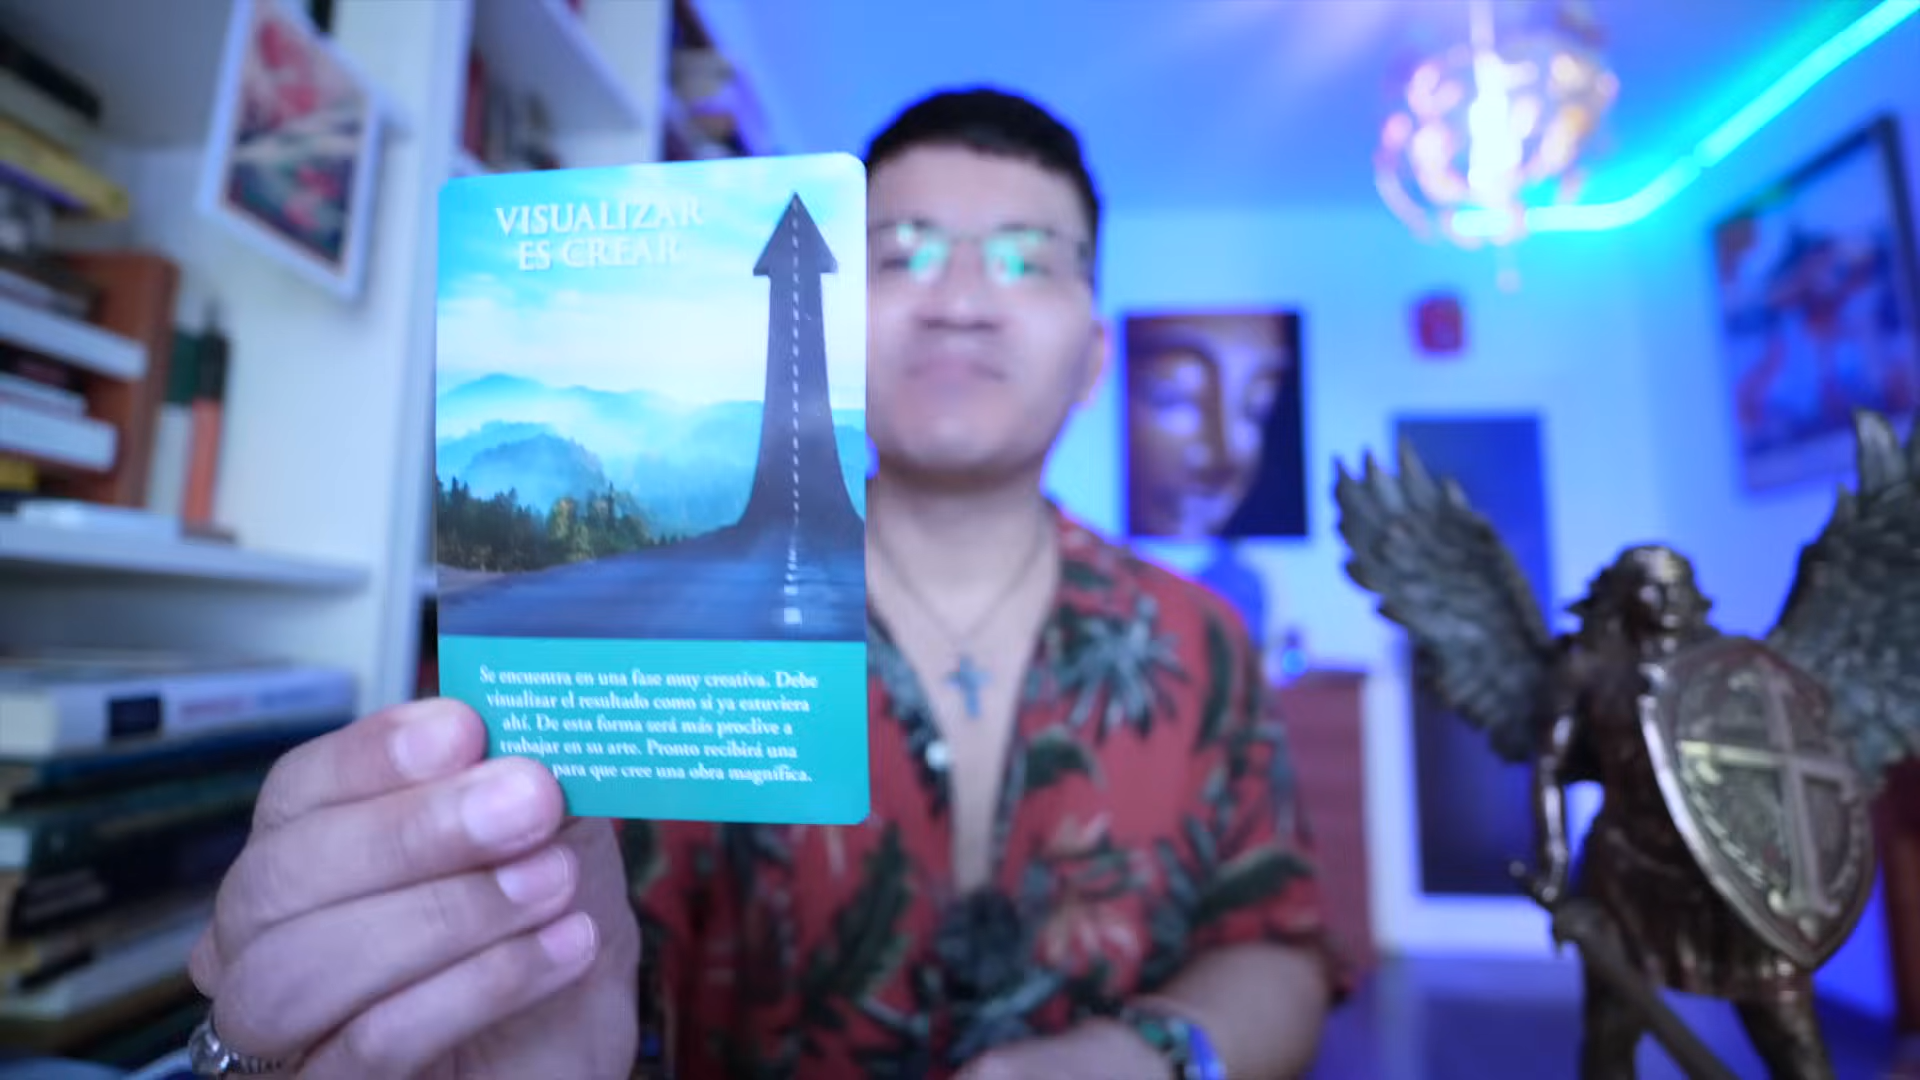 VISUALIZAR
ES CREAR
Se encuentra en una fase muy creativa. Debe
visualizar el resultado como si ya estuviera
ahí. De esta forma será más proclive a
trabajar en su arte. Pronto recibirá una
para que cree una obra magnífica.